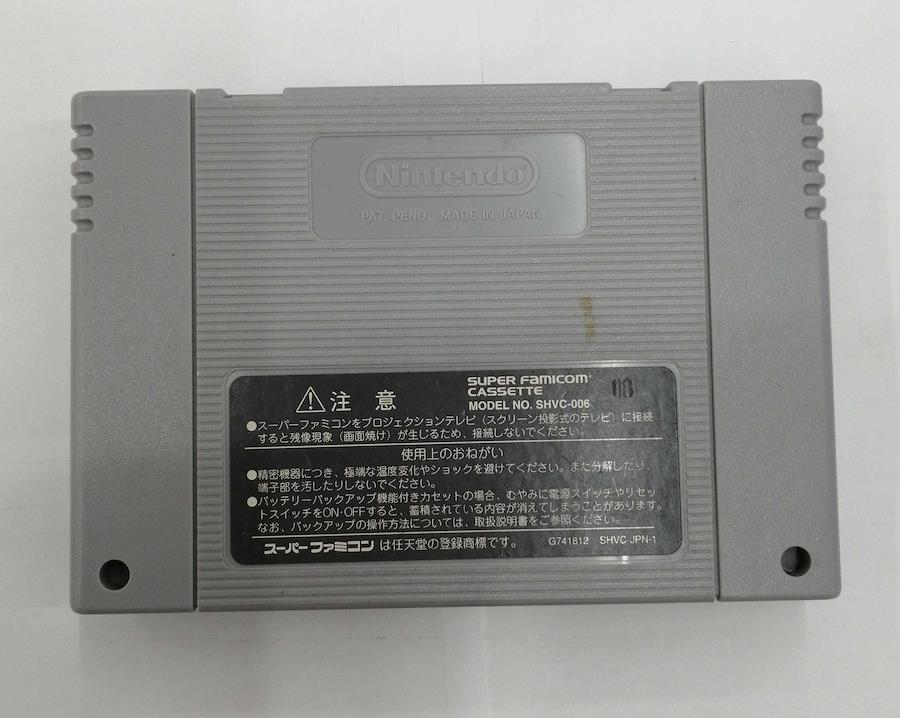 Nintendo
PAT. PEND. MADE IN JAPAN
⚠注意
SUPER Famicom
CASSETTE
MODEL NO. SHVC-006
●スーパーファミコンをプロジェクションテレビ(スクリーン投影式のテレビ)に接続
すると残像現象(画面焼け)が生じるため、接続しないでください。
使用上のおねがい
●精密機器につき、極端な温度変化やショックを避けてください。また分解したり、
端子部を汚したりしないでください。
●バッテリーバックアップ機能付きカセットの場合、むやみに電源スイッチやリセッ
トスイッチをON・OFFすると、蓄積されている内容が消えてしまうことがあります。
なお、バックアップの操作方法については、取扱説明書をご参照ください。
スーパーファミコンは任天堂の登録商標です。 G741812 SHVC-JPN-1